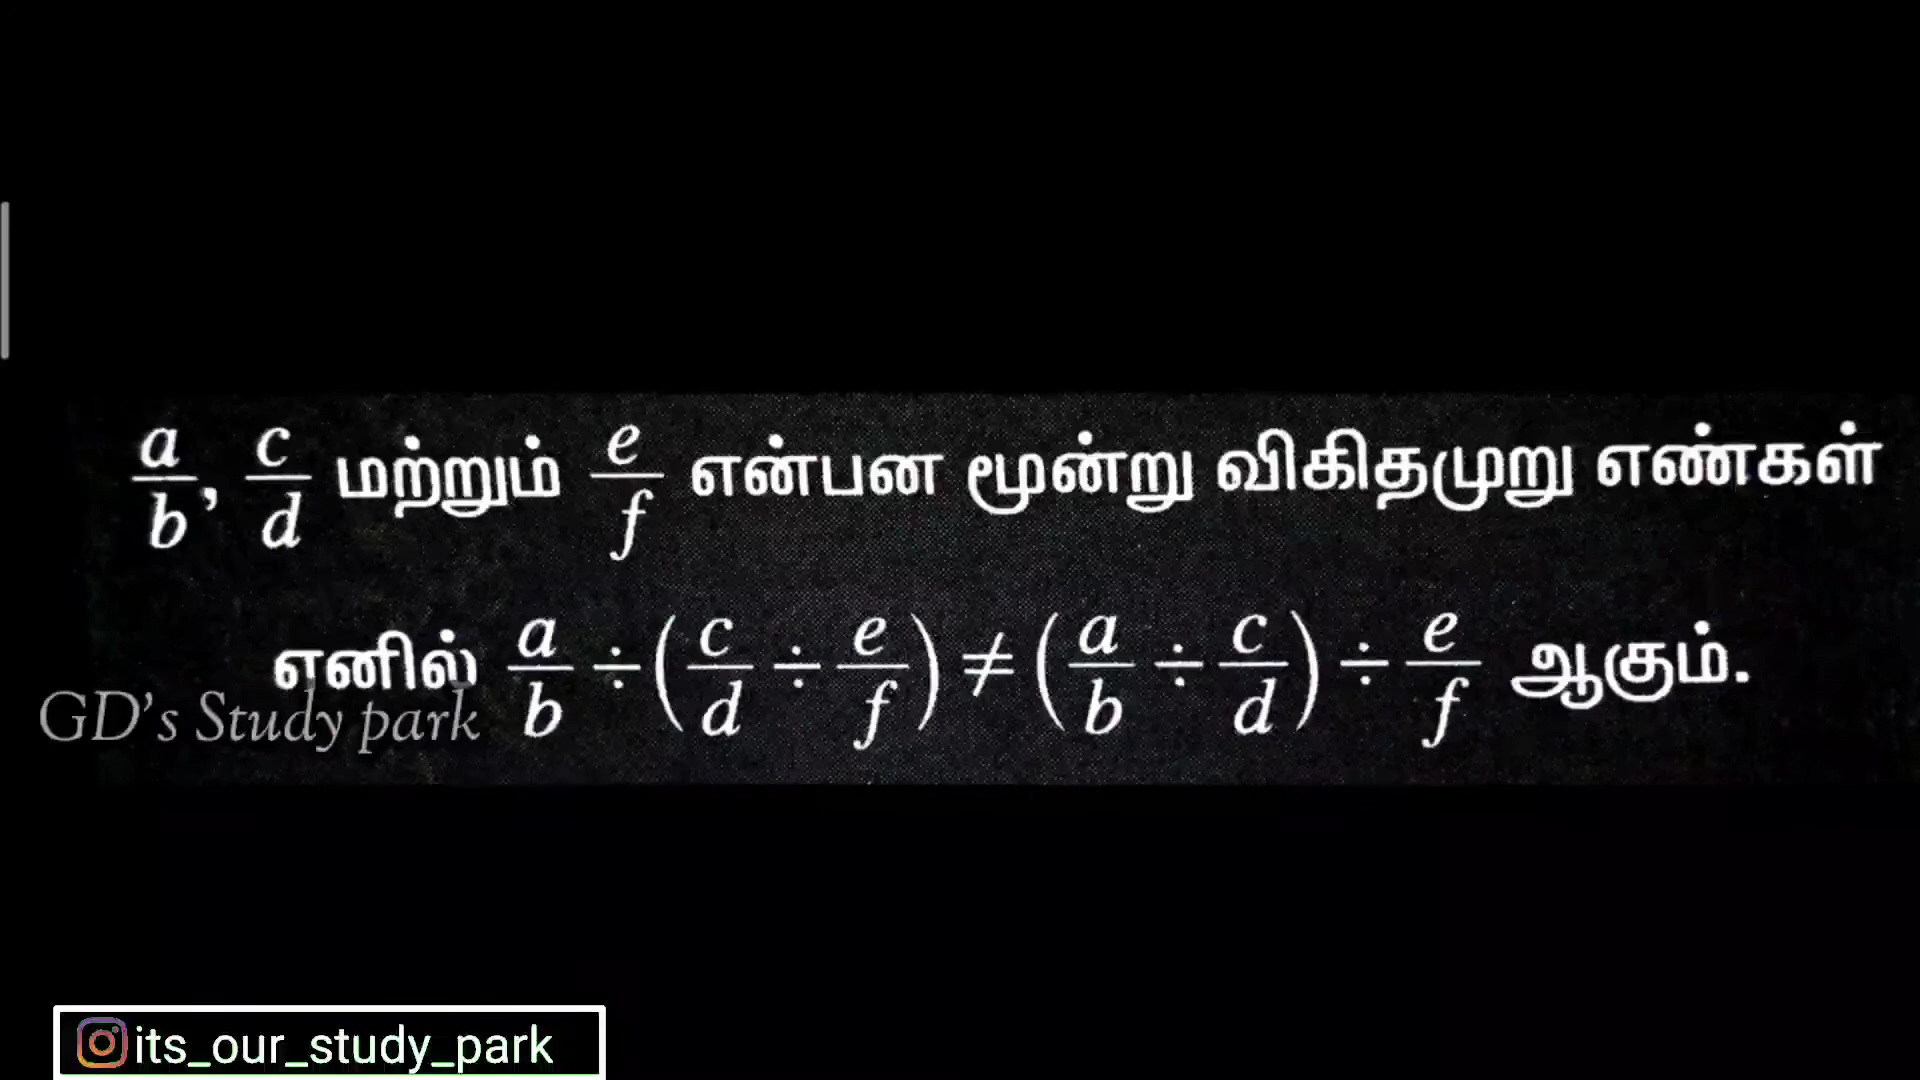 a/b, c/d மற்றும் e/f என்பன மூன்று விகிதமுறு எண்கள்
எனில் a/b ÷ (c/d ÷ e/f) ≠ (a/b ÷ c/d) ÷ e/f ஆகும்.
GD's Study park
its_our_study_park